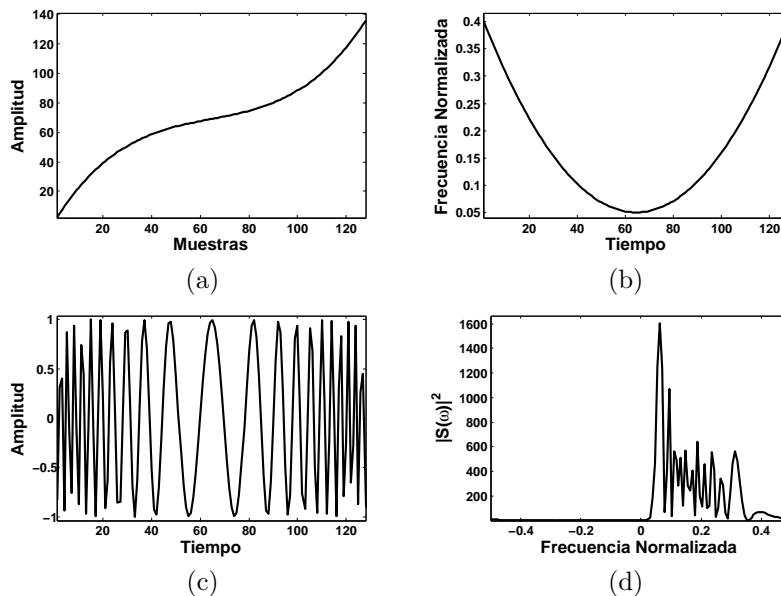 140
120
100
80
60
40
20
20 40 60 80 100 120
Amplitud
Muestras
(a)
0.4
0.35
0.3
0.25
0.2
0.15
0.1
0.05
20 40 60 80 100 120
Frecuencia Normalizada
Tiempo
(b)
1
0.5
0
−0.5
−1
20 40 60 80 100 120
Amplitud
Tiempo
(c)
1600
1400
1200
1000
800
600
400
200
−0.4 −0.2 0 0.2 0.4
|S(ω)|²
Frecuencia Normalizada
(d)